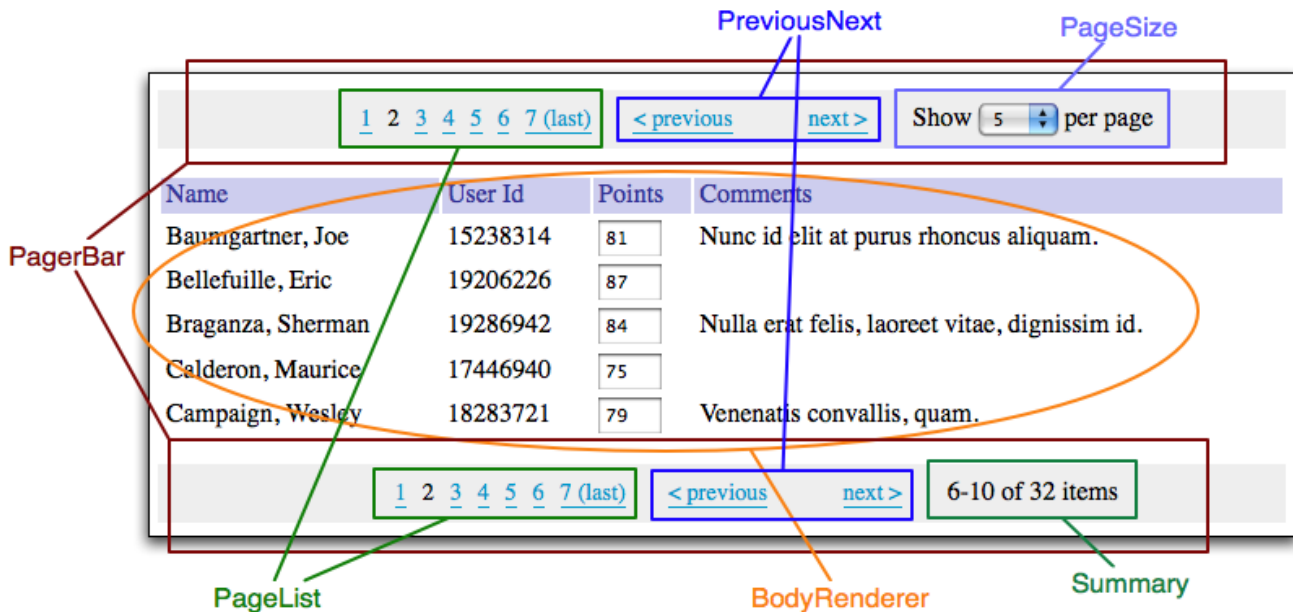 PreviousNext
PageSize
1 2 3 4 5 6 7 (last) < previous next > Show 5 per page
Name User Id Points Comments
Baumgartner, Joe 15238314 81 Nunc id elit at purus rhoncus aliquam.
PagerBar
Bellefuille, Eric 19206226 87
Braganza, Sherman 19286942 84 Nulla erat felis, laoreet vitae, dignissim id.
Calderon, Maurice 17446940 75
Campaign, Wesley 18283721 79 Venenatis convallis, quam.
1 2 3 4 5 6 7 (last) < previous next > 6-10 of 32 items
PageList
BodyRenderer
Summary